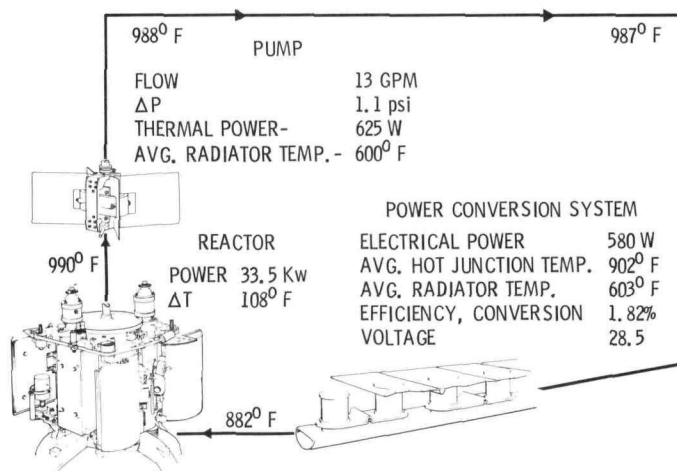 988⁰ F
987⁰ F
PUMP
FLOW 13 GPM
ΔP 1.1 psi
THERMAL POWER- 625 W
AVG. RADIATOR TEMP.- 600⁰ F
POWER CONVERSION SYSTEM
ELECTRICAL POWER 580 W
AVG. HOT JUNCTION TEMP. 902⁰ F
AVG. RADIATOR TEMP. 603⁰ F
EFFICIENCY, CONVERSION 1.82%
VOLTAGE 28.5
990⁰ F
REACTOR
POWER 33.5 Kw
ΔT 108⁰ F
882⁰ F